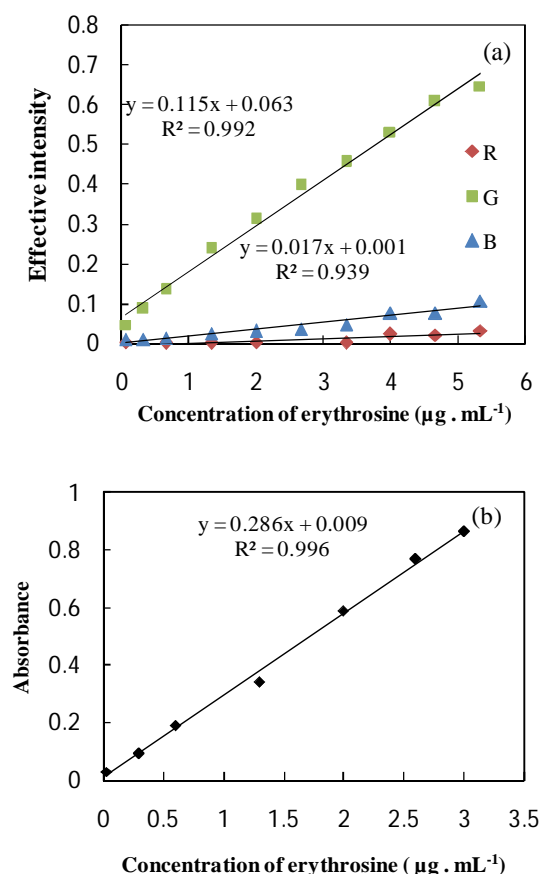 (a)
Effective intensity
0.8
0.7
0.6
0.5
0.4
0.3
0.2
0.1
0
y = 0.115x + 0.063
R² = 0.992
y = 0.017x + 0.001
R² = 0.939
R
G
B
0 1 2 3 4 5 6
Concentration of erythrosine (µg . mL⁻¹)
(b)
Absorbance
1
0.8
0.6
0.4
0.2
0
y = 0.286x + 0.009
R² = 0.996
0 0.5 1 1.5 2 2.5 3 3.5
Concentration of erythrosine ( µg . mL⁻¹)